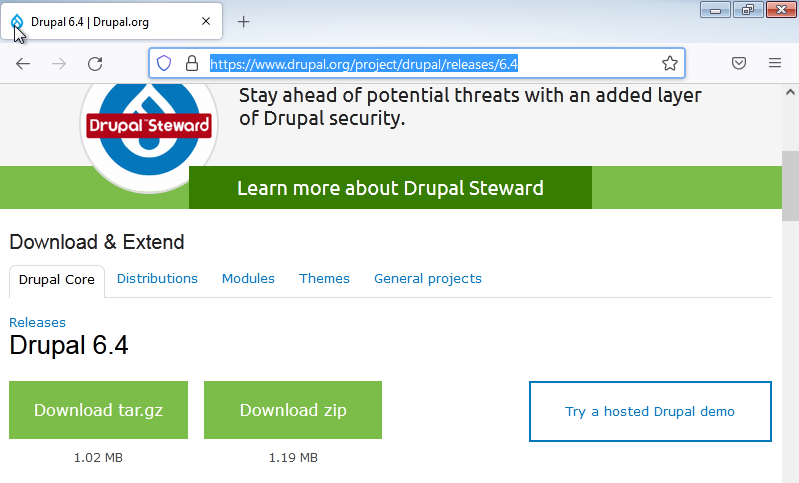 Drupal 6.4 | Drupal.org
https://www.drupal.org/project/drupal/releases/6.4
Stay ahead of potential threats with an added layer
of Drupal security.
Drupal™Steward
Learn more about Drupal Steward
Download & Extend
Drupal Core Distributions Modules Themes General projects
Releases
Drupal 6.4
Download tar.gz Download zip Try a hosted Drupal demo
1.02 MB 1.19 MB